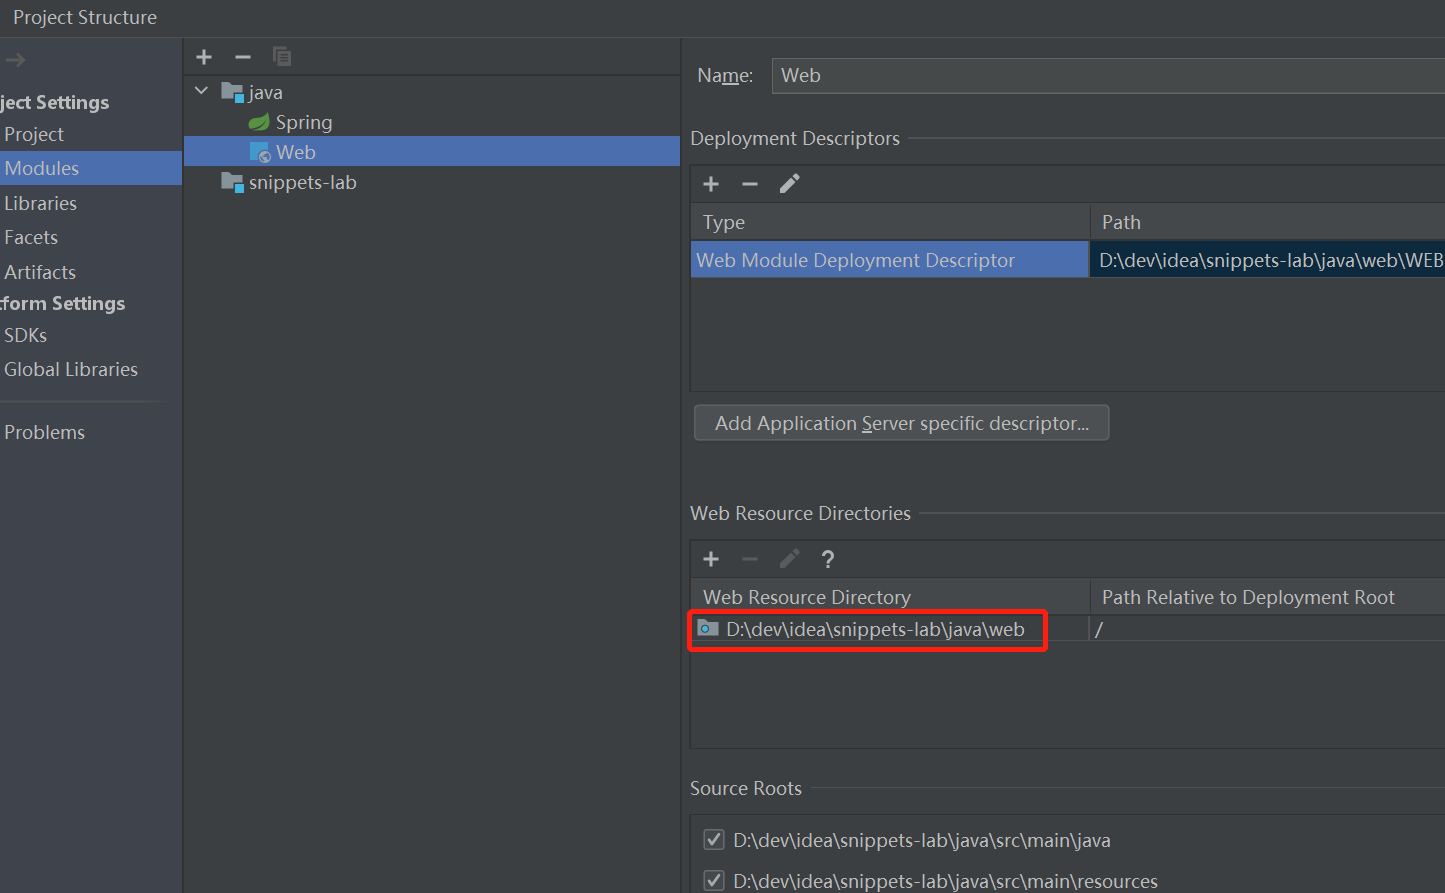 Project Structure
ject Settings
Project
Modules
Libraries
Facets
Artifacts
tform Settings
SDKs
Global Libraries
Problems
java
Spring
Web
snippets-lab
Name: Web
Deployment Descriptors
Type Path
Web Module Deployment Descriptor D:\dev\idea\snippets-lab\java\web\WEB
Add Application Server specific descriptor...
Web Resource Directories
?
Web Resource Directory Path Relative to Deployment Root
D:\dev\idea\snippets-lab\java\web /
Source Roots
D:\dev\idea\snippets-lab\java\src\main\java
D:\dev\idea\snippets-lab\java\src\main\resources